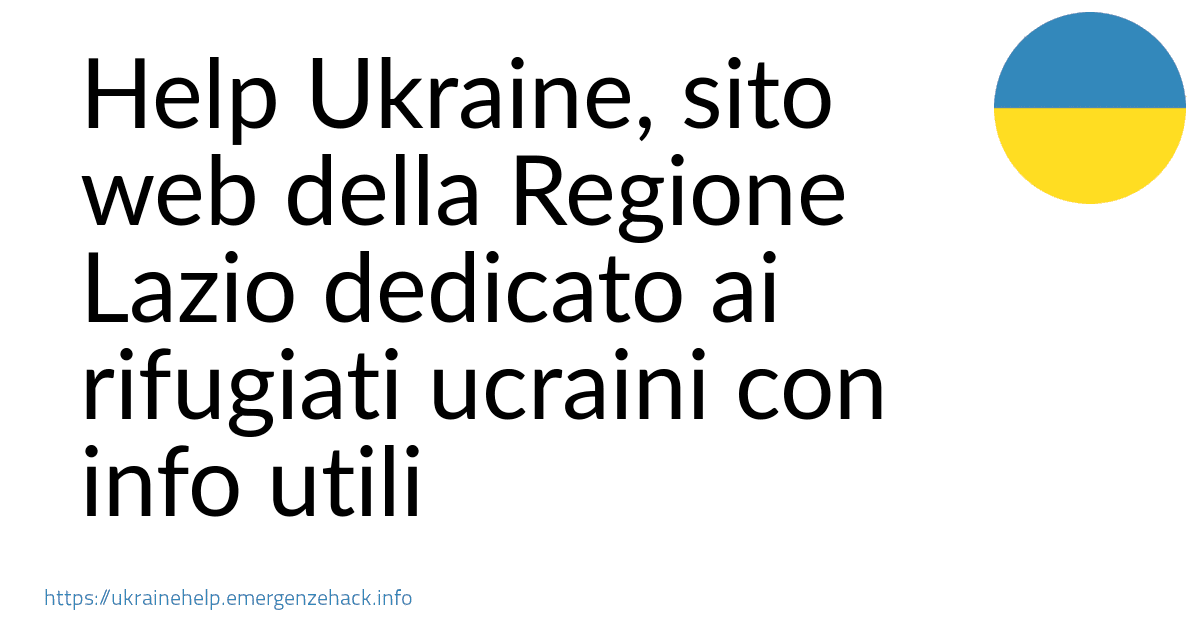 Help Ukraine, sito
web della Regione
Lazio dedicato ai
rifugiati ucraini con
info utili
https://ukrainehelp.emergenzehack.info